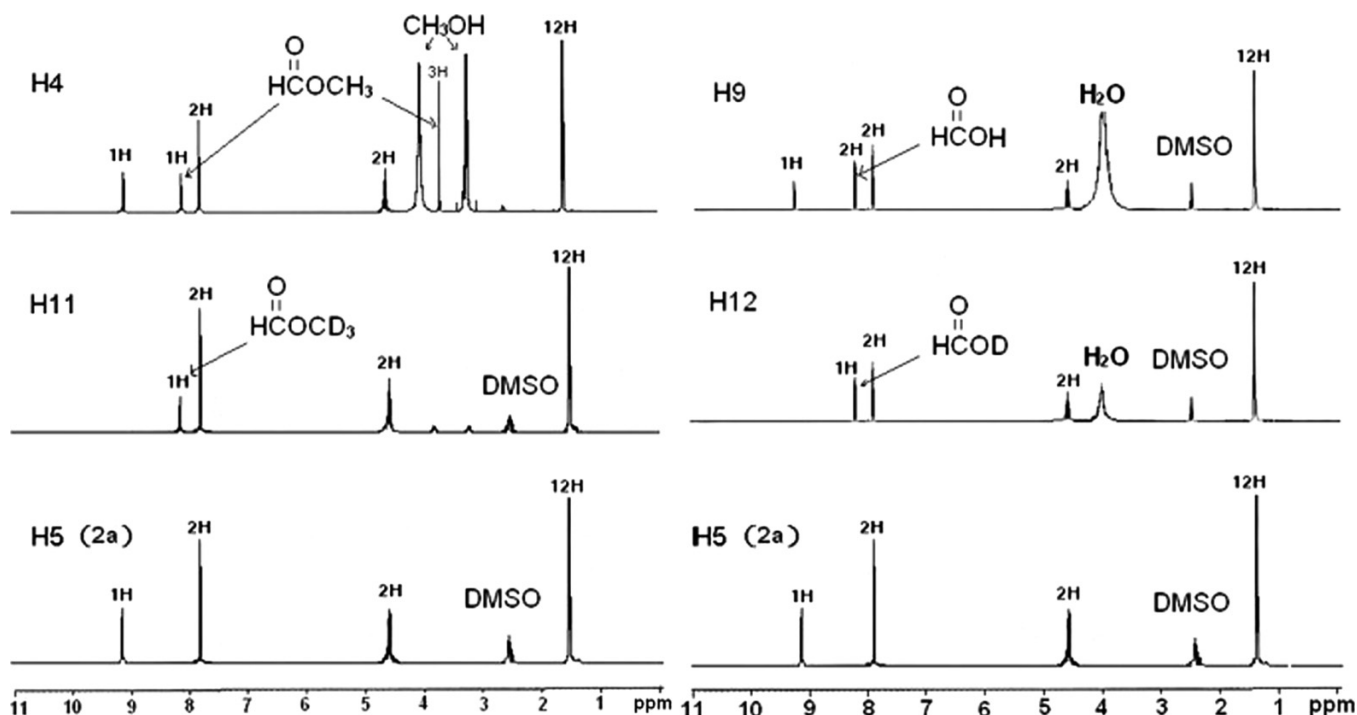 H4
1H
1H
2H
O
HCOCH3
2H
CH3OH
3H
12H
H11
O
HCOCD3
1H
2H
2H
DMSO
12H
H5 (2a)
1H
2H
2H
DMSO
12H
11 10 9 8 7 6 5 4 3 2 1 ppm
H9
1H
2H
2H
O
HCOH
2H
H2O
DMSO
12H
H12
1H
2H
O
HCOD
2H
H2O
DMSO
12H
H5 (2a)
1H
2H
2H
DMSO
12H
11 10 9 8 7 6 5 4 3 2 1 ppm